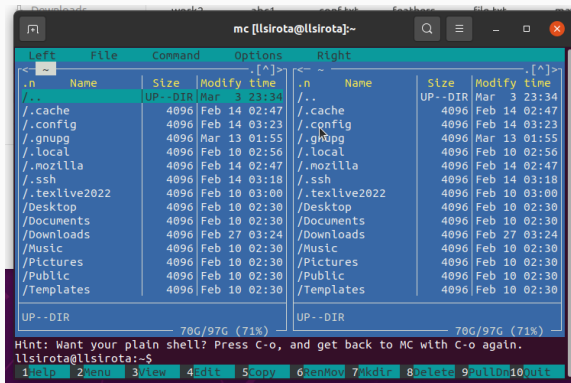 Downloads work2 abc1 conf.txt feathers file.txt
mc [llsirota@llsirota]:~
Left File Command Options Right
<─ ~ .[^]> <─ ~ .[^]>
.n Name Size Modify time .n Name Size Modify time
/.. UP--DIR Mar 3 23:34 /.. UP--DIR Mar 3 23:34
/.cache 4096 Feb 14 02:47 /.cache 4096 Feb 14 02:47
/.config 4096 Feb 14 03:23 /.config 4096 Feb 14 03:23
/.gnupg 4096 Mar 13 01:55 /.gnupg 4096 Mar 13 01:55
/.local 4096 Feb 10 02:56 /.local 4096 Feb 10 02:56
/.mozilla 4096 Feb 14 02:47 /.mozilla 4096 Feb 14 02:47
/.ssh 4096 Feb 14 03:18 /.ssh 4096 Feb 14 03:18
/.texlive2022 4096 Feb 10 03:00 /.texlive2022 4096 Feb 10 03:00
/Desktop 4096 Feb 10 02:30 /Desktop 4096 Feb 10 02:30
/Documents 4096 Feb 10 02:30 /Documents 4096 Feb 10 02:30
/Downloads 4096 Feb 27 03:24 /Downloads 4096 Feb 27 03:24
/Music 4096 Feb 10 02:30 /Music 4096 Feb 10 02:30
/Pictures 4096 Feb 10 02:30 /Pictures 4096 Feb 10 02:30
/Public 4096 Feb 10 02:30 /Public 4096 Feb 10 02:30
/Templates 4096 Feb 10 02:30 /Templates 4096 Feb 10 02:30
UP--DIR UP--DIR
70G/97G (71%) 70G/97G (71%)
Hint: Want your plain shell? Press C-o, and get back to MC with C-o again.
llsirota@llsirota:~$
1Help 2Menu 3View 4Edit 5Copy 6RenMov 7Mkdir 8Delete 9PullDn 10Quit